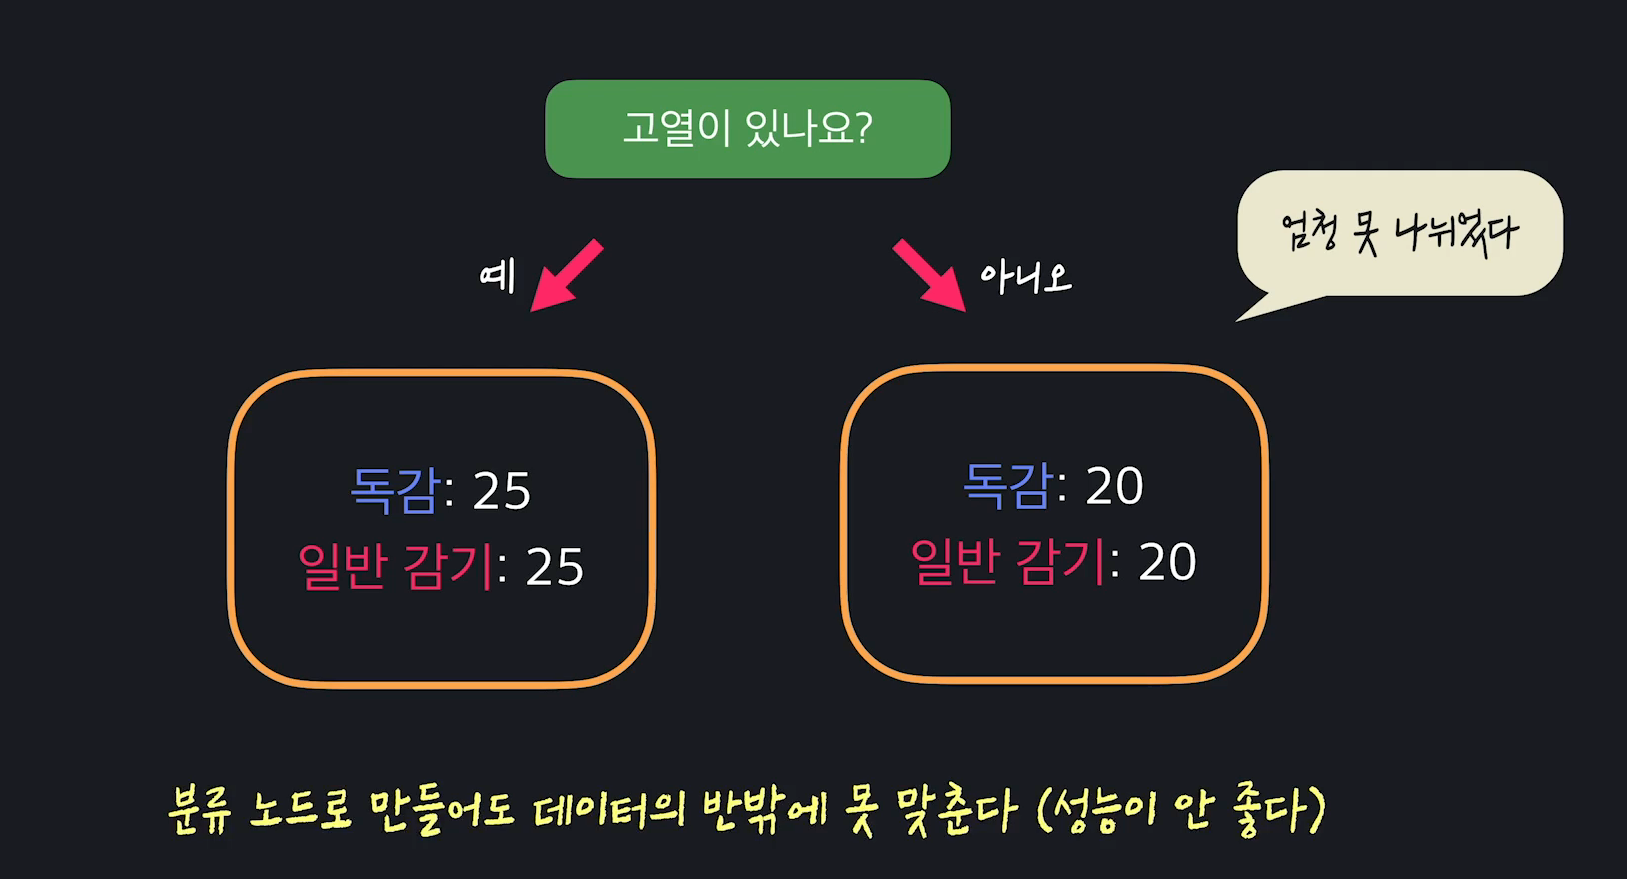 고열이 있나요?
엄청 못 나뉘었다
예
아니오
독감: 25
일반 감기: 25
독감: 20
일반 감기: 20
분류 노드로 만들어도 데이터의 반밖에 못 맞춘다 (성능이 안 좋다)